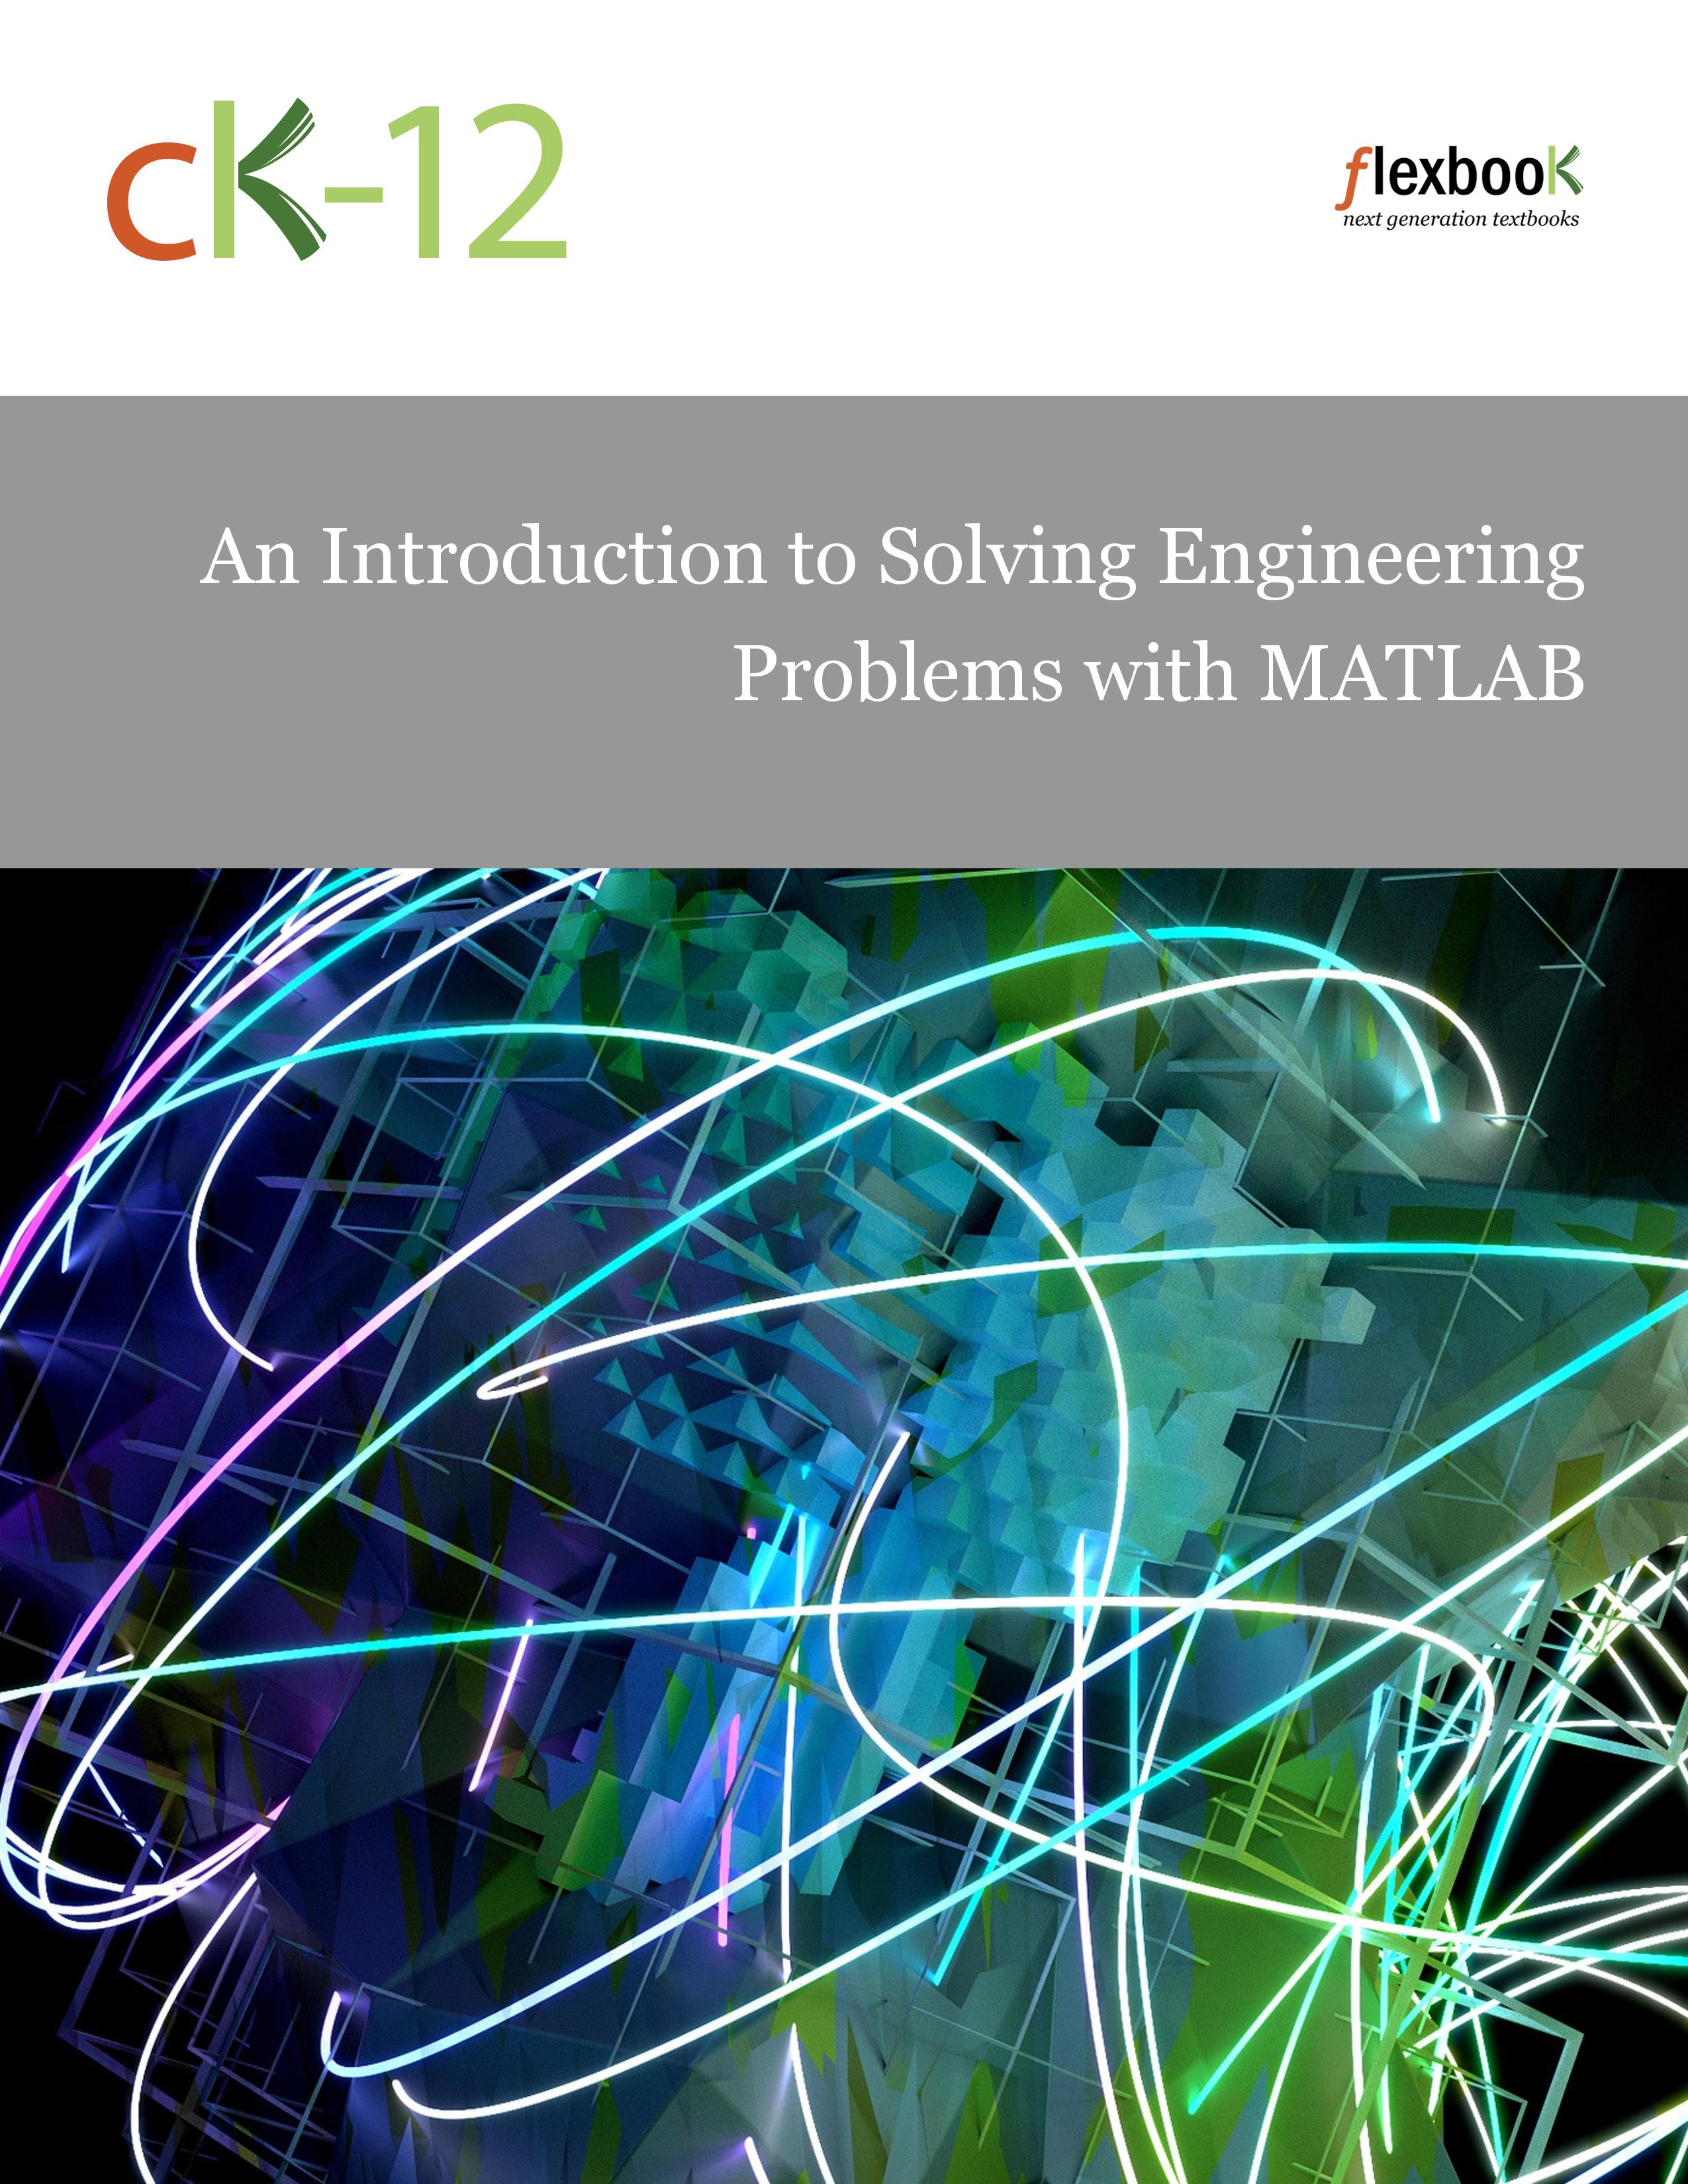 cK-12
flexbook
next generation textbooks
An Introduction to Solving Engineering
Problems with MATLAB